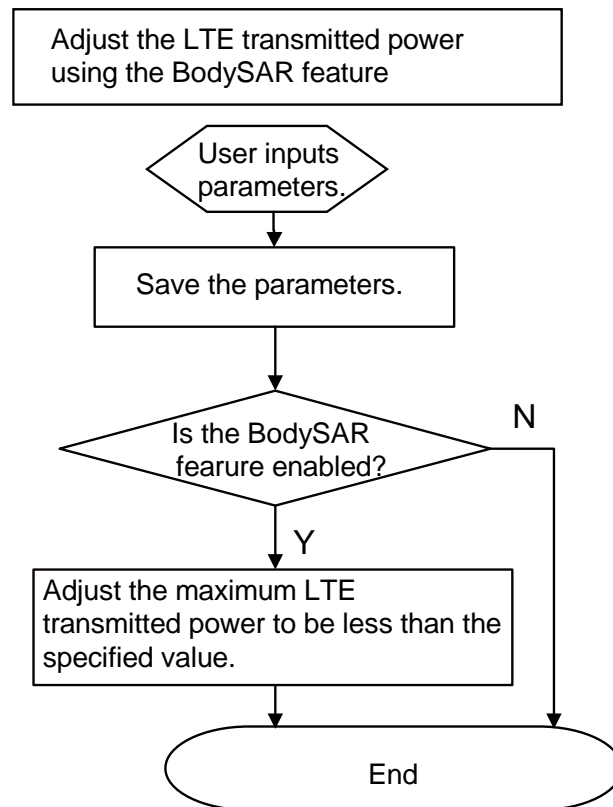 Adjust the LTE transmitted power
using the BodySAR feature
User inputs
parameters.
Save the parameters.
Is the BodySAR
fearure enabled?
N
Y
Adjust the maximum LTE
transmitted power to be less than the
specified value.
End